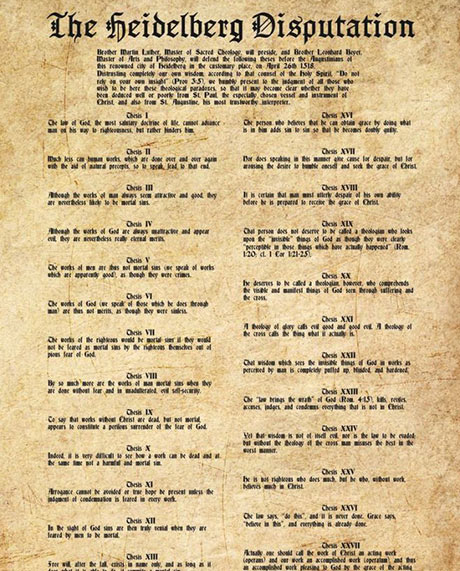 The Heidelberg Disputation
Brother Martin Luther, Master of Sacred Theology, will preside, and Brother Leonhard Beyer,
Master of Arts and Philosophy, will defend the following theses before the Augustinians of
this renowned city of Heidelberg in the customary place, on April 26th 1518.
Distrusting completely our own wisdom, according to that counsel of the Holy Spirit, "Do not
rely on your own insight" (Prov. 3:5), we humbly present to the judgment of all those who
wish to be here these theological paradoxes, so that it may become clear whether they have
been deduced well or poorly from St. Paul, the especially chosen vessel and instrument of
Christ, and also from St. Augustine, his most trustworthy interpreter.
Thesis I
The law of God, the most salutary doctrine of life, cannot advance
man on his way to righteousness, but rather hinders him.
Thesis II
Much less can human works, which are done over and over again
with the aid of natural precepts, so to speak, lead to that end.
Thesis III
Although the works of man always seem attractive and good, they
are nevertheless likely to be mortal sins.
Thesis IV
Although the works of God are always unattractive and appear
evil, they are nevertheless really eternal merits.
Thesis V
The works of men are thus not mortal sins (we speak of works
which are apparently good), as though they were crimes.
Thesis VI
The works of God (we speak of those which he does through
man) are thus not merits, as though they were sinless.
Thesis VII
The works of the righteous would be mortal sins if they would
not be feared as mortal sins by the righteous themselves out of
pious fear of God.
Thesis VIII
By so much more are the works of man mortal sins when they
are done without fear and in unadulterated, evil self-security.
Thesis IX
To say that works without Christ are dead, but not mortal,
appears to constitute a perilous surrender of the fear of God.
Thesis X
Indeed, it is very difficult to see how a work can be dead and at
the same time not a harmful and mortal sin.
Thesis XI
Arrogance cannot be avoided or true hope be present unless the
judgment of condemnation is feared in every work.
Thesis XII
In the sight of God sins are then truly venial when they are
feared by men to be mortal.
Thesis XIII
Free will, after the fall, exists in name only, and as long as it
does what it is able to do, it commits a mortal sin.
Thesis XVI
The person who believes that he can obtain grace by doing what
is in him adds sin to sin so that he becomes doubly guilty.
Thesis XVII
Nor does speaking in this manner give cause for despair, but for
arousing the desire to humble oneself and seek the grace of Christ.
Thesis XVIII
It is certain that man must utterly despair of his own ability
before he is prepared to receive the grace of Christ.
Thesis XIX
That person does not deserve to be called a theologian who looks
upon the "invisible" things of God as though they were clearly
"perceptible in those things which have actually happened" (Rom.
1:20; cf. 1 Cor 1:21-25).
Thesis XX
He deserves to be called a theologian, however, who comprehends
the visible and manifest things of God seen through suffering and
the cross.
Thesis XXI
A theology of glory calls evil good and good evil. A theology of
the cross calls the thing what it actually is.
Thesis XXII
That wisdom which sees the invisible things of God in works as
perceived by man is completely puffed up, blinded, and hardened.
Thesis XXIII
The "law brings the wrath" of God (Rom. 4:15), kills, reviles,
accuses, judges, and condemns everything that is not in Christ.
Thesis XXIV
Yet that wisdom is not of itself evil, nor is the law to be evaded;
but without the theology of the cross man misuses the best in the
worst manner.
Thesis XXV
He is not righteous who does much, but he who, without work,
believes much in Christ.
Thesis XXVI
The law says, "do this", and it is never done. Grace says,
"believe in this", and everything is already done.
Thesis XXVII
Actually one should call the work of Christ an acting work
(operans) and our work an accomplished work (operatum), and thus
an accomplished work pleasing to God by the grace of the acting